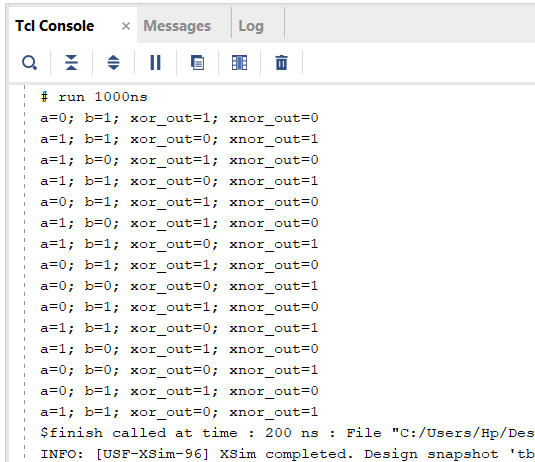 Tcl Console × Messages Log
# run 1000ns
a=0; b=1; xor_out=1; xnor_out=0
a=1; b=1; xor_out=0; xnor_out=1
a=1; b=0; xor_out=1; xnor_out=0
a=1; b=1; xor_out=0; xnor_out=1
a=0; b=1; xor_out=1; xnor_out=0
a=1; b=0; xor_out=1; xnor_out=0
a=1; b=1; xor_out=0; xnor_out=1
a=0; b=1; xor_out=1; xnor_out=0
a=0; b=0; xor_out=0; xnor_out=1
a=0; b=1; xor_out=1; xnor_out=0
a=1; b=1; xor_out=0; xnor_out=1
a=1; b=0; xor_out=1; xnor_out=0
a=0; b=0; xor_out=0; xnor_out=1
a=0; b=1; xor_out=1; xnor_out=0
a=1; b=1; xor_out=0; xnor_out=1
$finish called at time : 200 ns : File "C:/Users/Hp/Des
INFO: [USF-XSim-96] XSim completed. Design snapshot 'tb